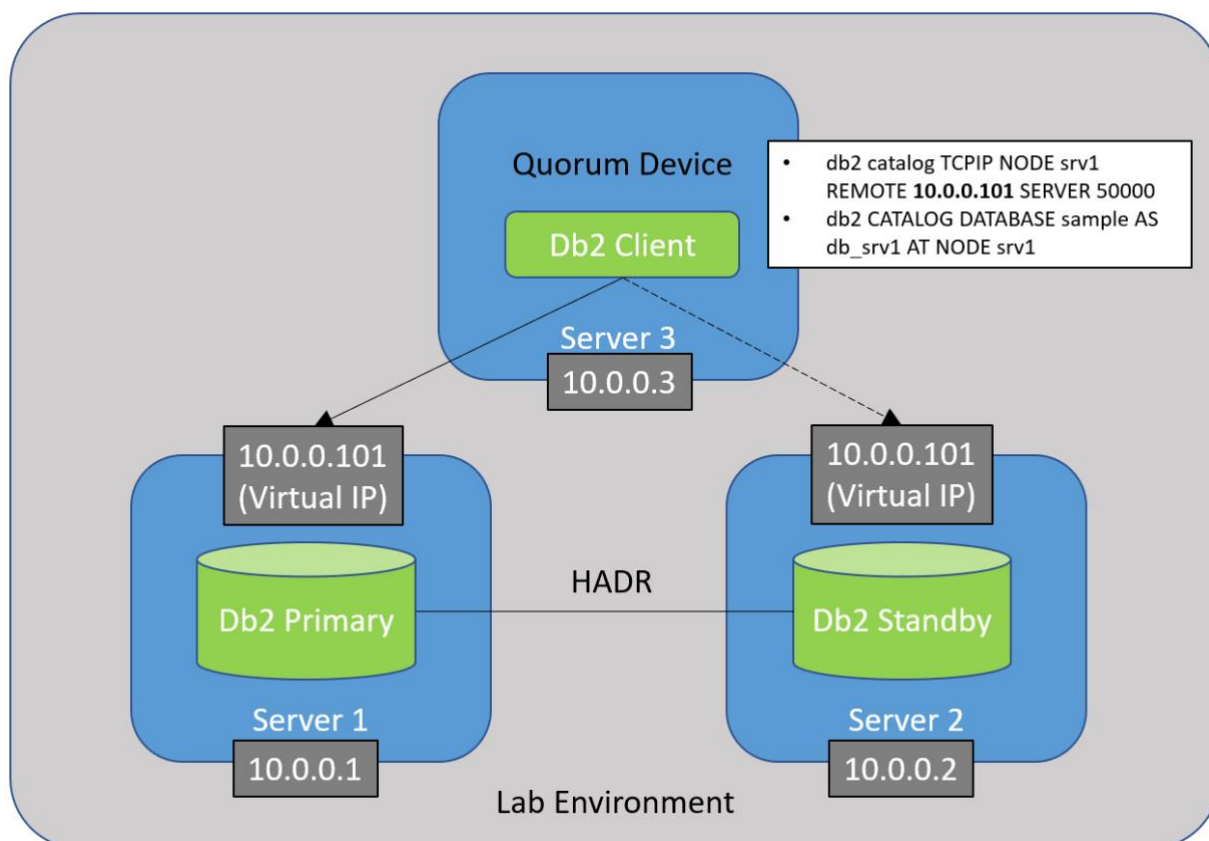 Quorum Device
• db2 catalog TCPIP NODE srv1
REMOTE 10.0.0.101 SERVER 50000
• db2 CATALOG DATABASE sample AS
db_srv1 AT NODE srv1
Db2 Client
Server 3
10.0.0.3
10.0.0.101
(Virtual IP)
10.0.0.101
(Virtual IP)
HADR
Db2 Primary
Db2 Standby
Server 1
10.0.0.1
Server 2
10.0.0.2
Lab Environment